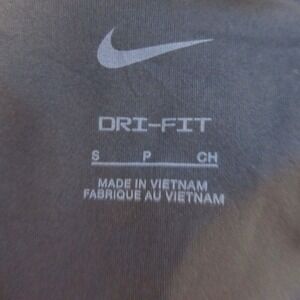 DRI-FIT
S P CH
MADE IN VIETNAM
FABRIQUE AU VIETNAM